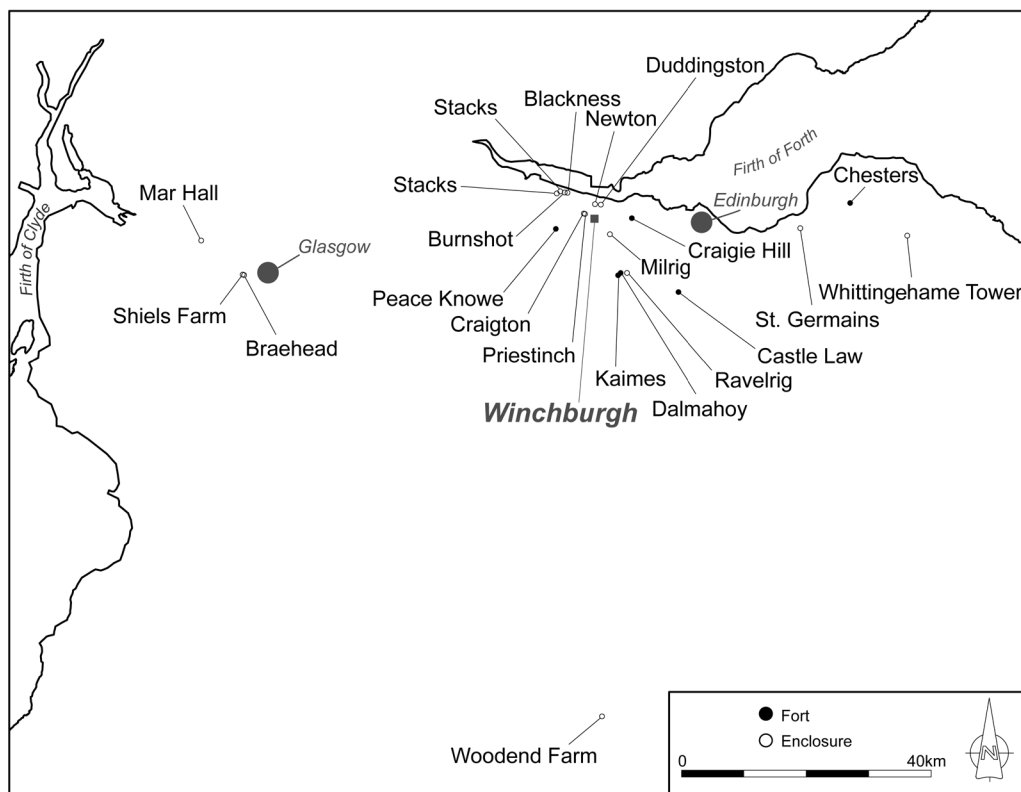 Duddingston
Blackness
Stacks
Newton
Firth of Forth
Chesters
Stacks
Mar Hall
Edinburgh
Firth of Clyde
Glasgow
Burnshot
Craigie Hill
Milrig
Peace Knowe
Whittingehame Tower
Shiels Farm
Craigton
St. Germains
Braehead
Priestinch
Castle Law
Kaimes
Ravelrig
Winchburgh
Dalmahoy
Woodend Farm
Fort
Enclosure
0 40km
N